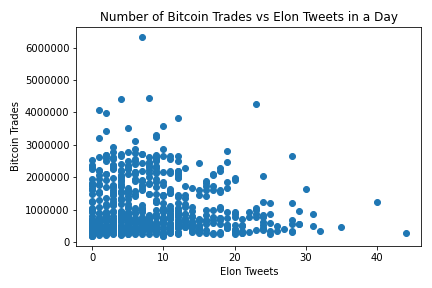 Number of Bitcoin Trades vs Elon Tweets in a Day
6000000
5000000
4000000
3000000
2000000
1000000
0
Bitcoin Trades
0 10 20 30 40
Elon Tweets